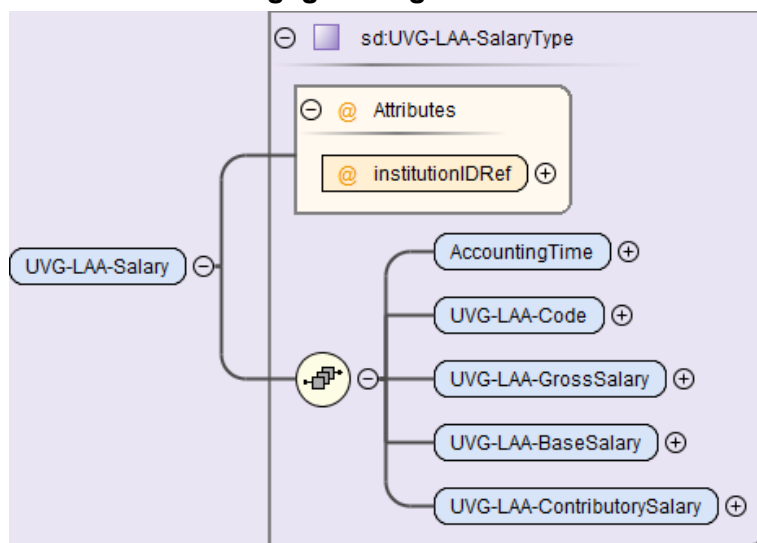 sd:UVG-LAA-SalaryType
@ Attributes
@ institutionIDRef
UVG-LAA-Salary
AccountingTime
UVG-LAA-Code
UVG-LAA-GrossSalary
UVG-LAA-BaseSalary
UVG-LAA-ContributorySalary